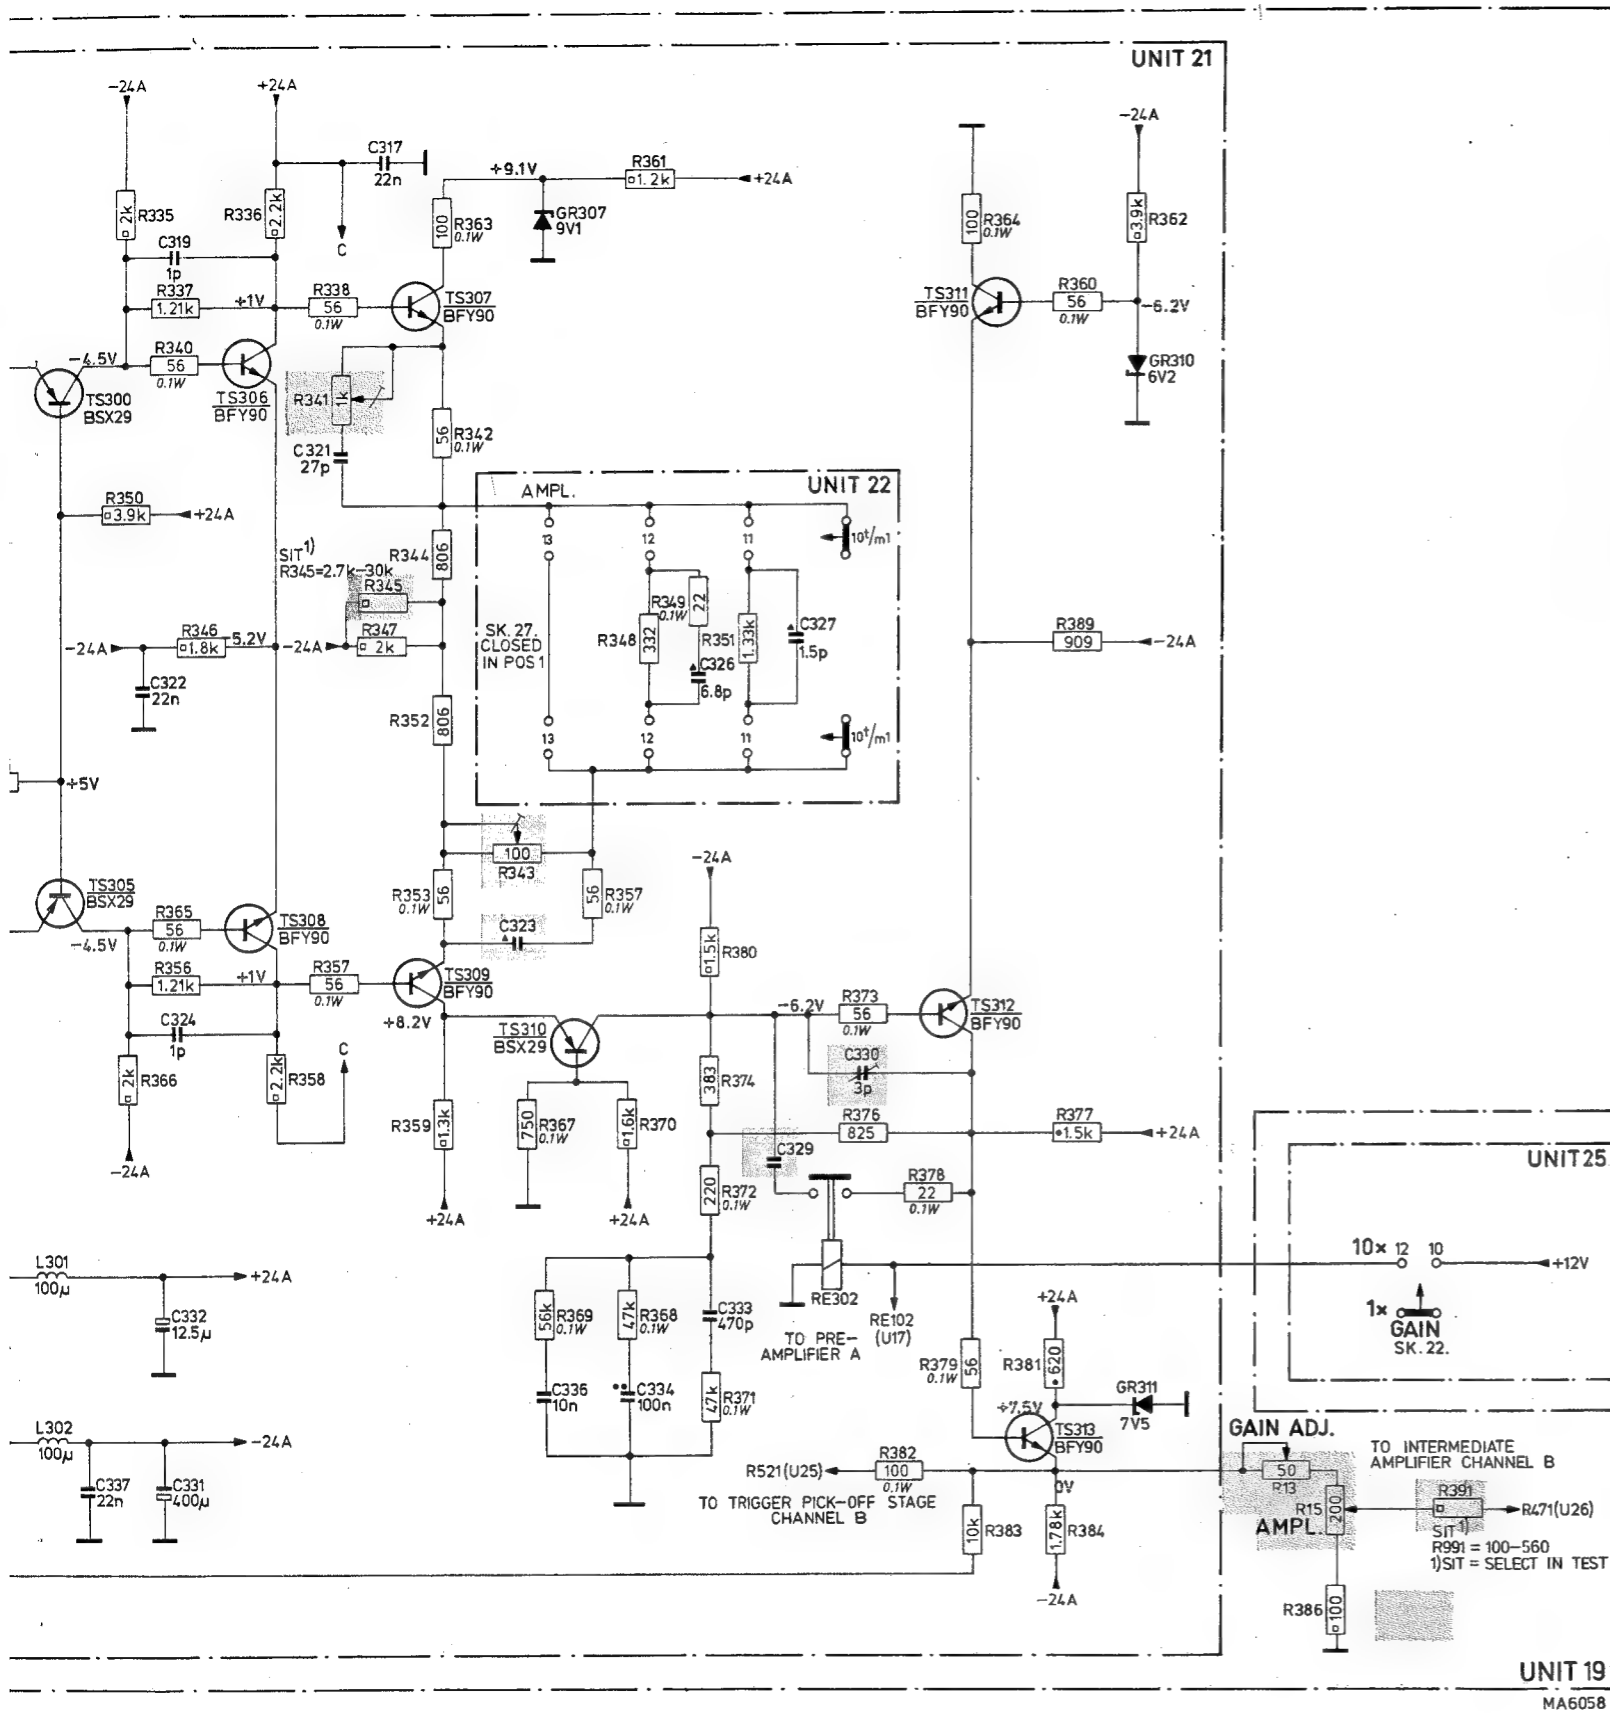 UNIT 21
-24A
+24A
-24A
C317
22n
+9.1V
R361
1.2k
+24A
R335
2k
R336
2.2k
C
R363
100
0.1W
GR307
9V1
R364
100
0.1W
R362
3.9k
C319
1p
R337
1.21k
+1V
R338
56
0.1W
TS307
BFY90
TS311
BFY90
R360
56
0.1W
-6.2V
-4.5V
R340
56
0.1W
TS300
BSX29
TS306
BFY90
R341
1k
R342
56
0.1W
GR310
6V2
C321
27p
AMPL.
UNIT 22
R350
3.9k
+24A
13
12
11
10t/m1
SIT1)
R345=2.7k-30k
R344
806
R345
R349
0.1W
22
R348
332
R351
1.33k
C327
1.5p
C326
6.8p
SK.27.
CLOSED
IN POS 1
-24A
R346
1.8k
-5.2V
-24A
R347
2k
R389
909
-24A
C322
22n
R352
806
13
12
11
10t/m1
+5V
100
R343
-24A
TS305
BSX29
R353
0.1W
56
R357
56
0.1W
R365
56
0.1W
-4.5V
TS308
BFY90
C323
R380
1.5k
R356
1.21k
+1V
R357
56
0.1W
TS309
BFY90
-6.2V
R373
56
0.1W
TS312
BFY90
C324
1p
+8.2V
TS310
BSX29
C330
3p
R366
2k
R358
2.2k
C
R374
383
R359
1.3k
R367
750
0.1W
R370
1.6k
R376
825
R377
1.5k
+24A
C329
-24A
R372
220
0.1W
R378
22
0.1W
+24A
+24A
UNIT 25
L301
100µ
+24A
10x
12
10
+12V
C332
12.5µ
R369
56k
0.1W
R368
47k
0.1W
C333
470p
RE302
RE102
(U17)
TO PRE-
AMPLIFIER A
+24A
1x
GAIN
SK.22.
R379
56
0.1W
R381
620
C336
10n
C334
100n
R371
47k
0.1W
GR311
7V5
+7.5V
TS313
BFY90
L302
100µ
-24A
GAIN ADJ.
TO INTERMEDIATE
AMPLIFIER CHANNEL B
C337
22n
C331
400µ
R521(U25)
R382
100
0.1W
TO TRIGGER PICK-OFF STAGE
CHANNEL B
0V
50
R13
R15
200
AMPL.
R391
R471(U26)
SIT1)
R991 = 100-560
1)SIT = SELECT IN TEST
R383
10k
R384
1.78k
-24A
R386
100
UNIT 19
MA6058